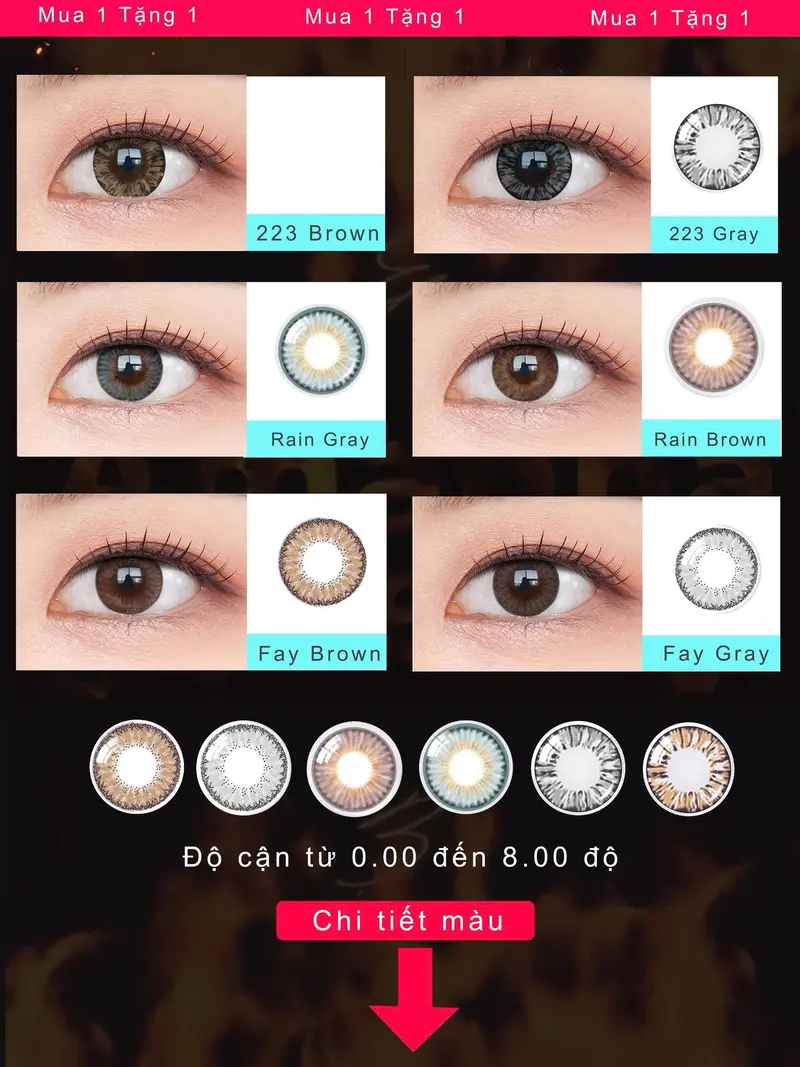 Mua 1 Tặng 1
Mua 1 Tặng 1
Mua 1 Tặng 1
223 Brown
223 Gray
Rain Gray
Rain Brown
Fay Brown
Fay Gray
Độ cận từ 0.00 đến 8.00 độ
Chi tiết màu